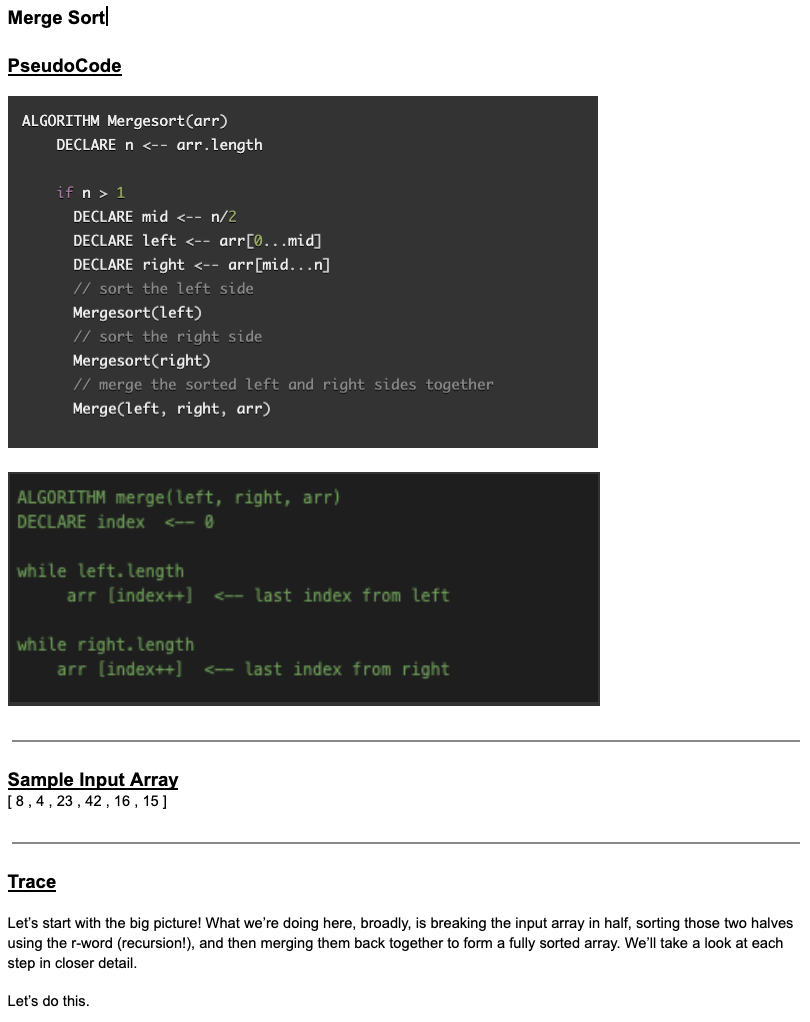 Merge Sort
PseudoCode
ALGORITHM Mergesort(arr)
    DECLARE n <-- arr.length

    if n > 1
      DECLARE mid <-- n/2
      DECLARE left <-- arr[0...mid]
      DECLARE right <-- arr[mid...n]
      // sort the left side
      Mergesort(left)
      // sort the right side
      Mergesort(right)
      // merge the sorted left and right sides together
      Merge(left, right, arr)

ALGORITHM merge(left, right, arr)
DECLARE index  <-- 0

while left.length
     arr [index++]  <-- last index from left

while right.length
    arr [index++]  <-- last index from right

Sample Input Array
[ 8 , 4 , 23 , 42 , 16 , 15 ]

Trace

Let’s start with the big picture! What we’re doing here, broadly, is breaking the input array in half, sorting those two halves
using the r-word (recursion!), and then merging them back together to form a fully sorted array. We’ll take a look at each
step in closer detail.

Let’s do this.